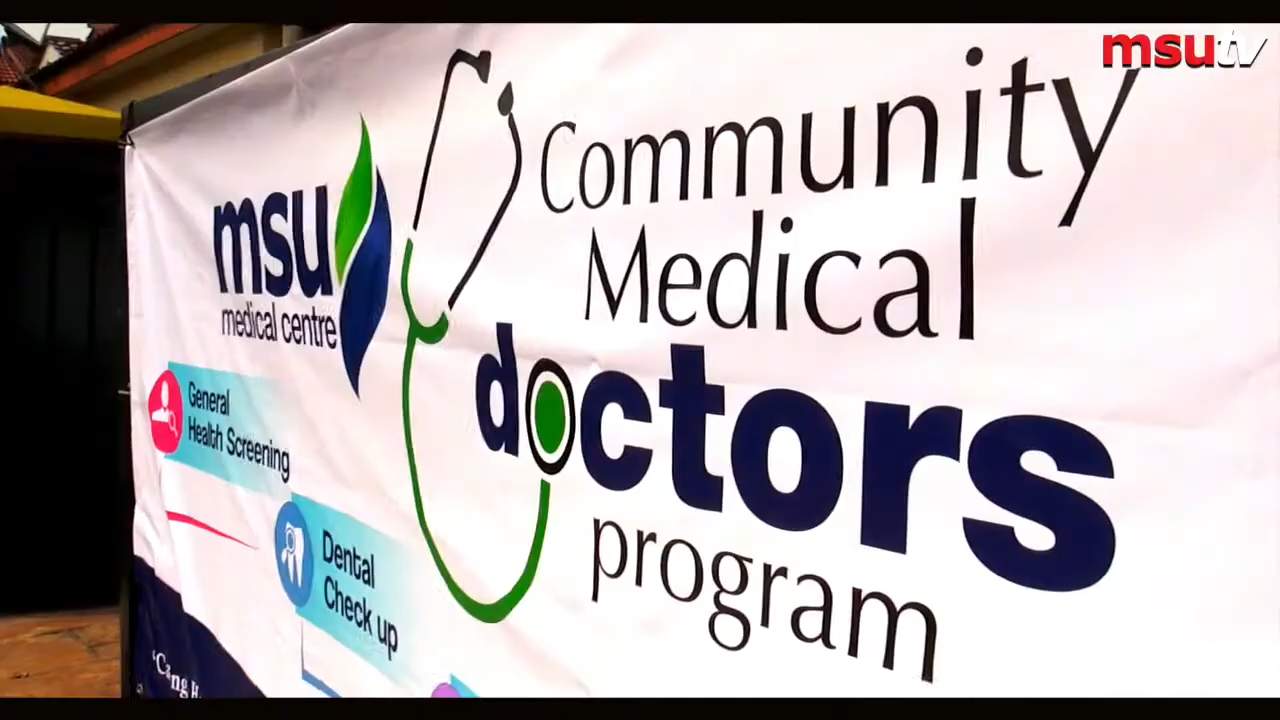 msutv
Community
Medical
doctors
program
msu
medical centre
General
Health Screening
Dental
Check up